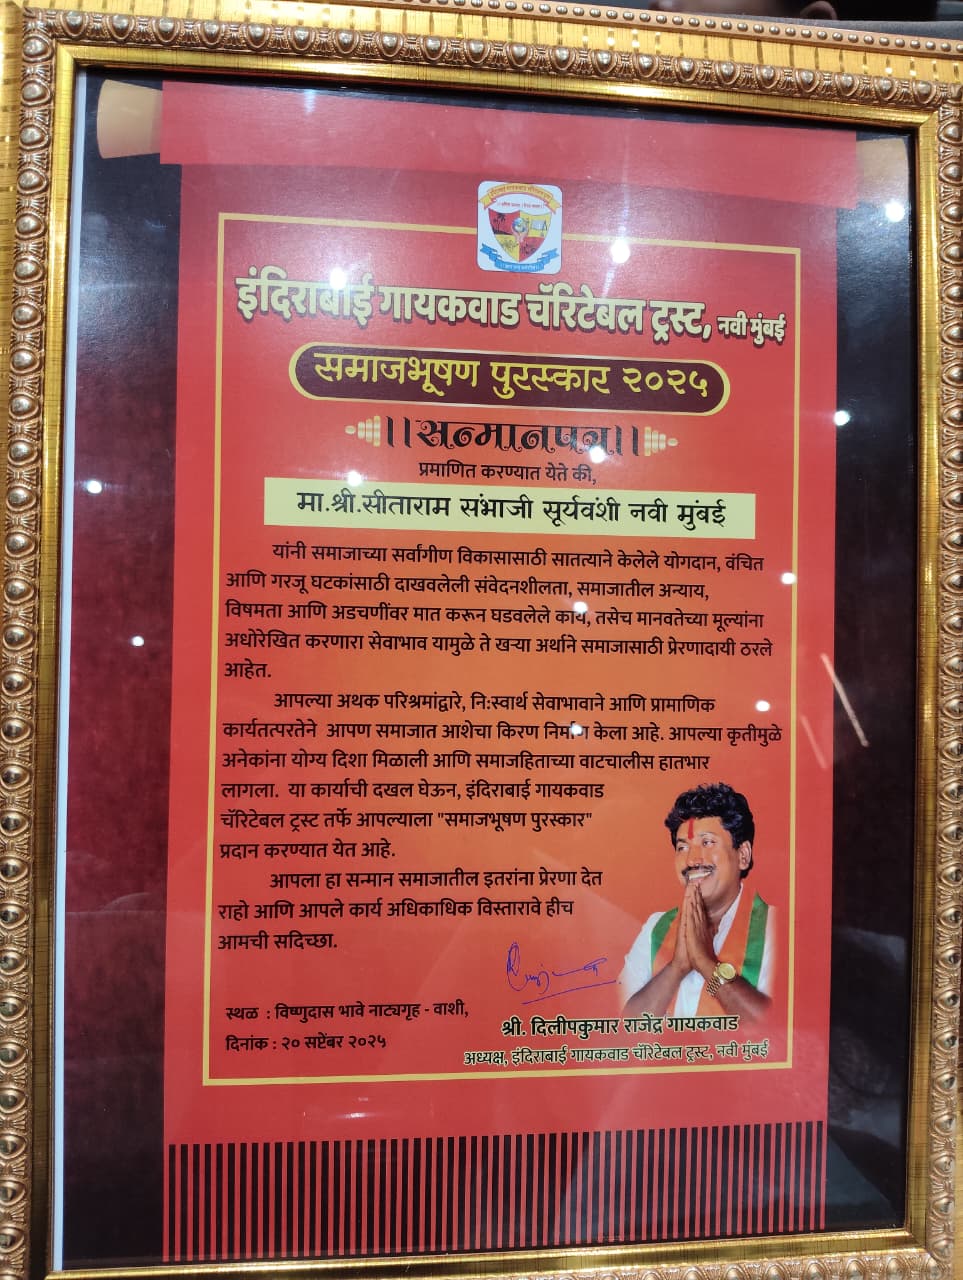 इंदिराबाई गायकवाड चॅरिटेबल ट्रस्ट, नवी मुंबई
समाजभूषण पुरस्कार २०२५
।।सन्मानपत्र।।
प्रमाणित करण्यात येते की,
मा.श्री.सीताराम संभाजी सूर्यवंशी नवी मुंबई
यांनी समाजाच्या सर्वांगीण विकासासाठी सातत्याने केलेले योगदान, वंचित
आणि गरजू घटकांसाठी दाखवलेली संवेदनशीलता, समाजातील अन्याय,
विषमता आणि अडचणींवर मात करून घडवलेले कार्य, तसेच मानवतेच्या मूल्यांना
अधोरेखित करणारा सेवाभाव यामुळे ते खऱ्या अर्थाने समाजासाठी प्रेरणादायी ठरले
आहेत.
आपल्या अथक परिश्रमांद्वारे, नि:स्वार्थ सेवाभावाने आणि प्रामाणिक
कार्यतत्परतेने आपण समाजात आशेचा किरण निर्माण केला आहे. आपल्या कृतीमुळे
अनेकांना योग्य दिशा मिळाली आणि समाजहिताच्या वाटचालीस हातभार
लागला. या कार्याची दखल घेऊन, इंदिराबाई गायकवाड
चॅरिटेबल ट्रस्ट तर्फे आपल्याला "समाजभूषण पुरस्कार"
प्रदान करण्यात येत आहे.
आपला हा सन्मान समाजातील इतरांना प्रेरणा देत
राहो आणि आपले कार्य अधिकाधिक विस्तारावे हीच
आमची सदिच्छा.
स्थळ : विष्णुदास भावे नाट्यगृह - वाशी,
दिनांक : २० सप्टेंबर २०२५
श्री. दिलीपकुमार राजेंद्र गायकवाड
अध्यक्ष, इंदिराबाई गायकवाड चॅरिटेबल ट्रस्ट, नवी मुंबई